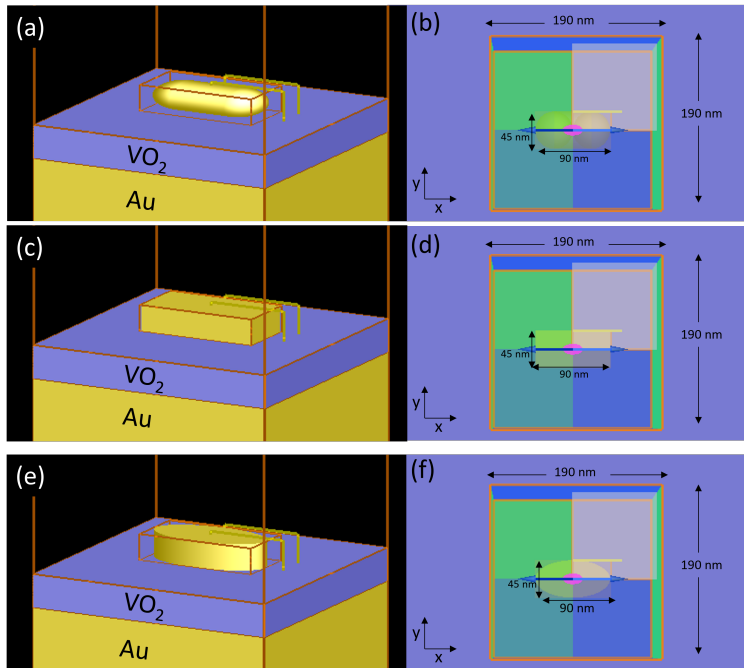 (a)
VO2
Au
(b)
190 nm
190 nm
45 nm
90 nm
y
x
(c)
VO2
Au
(d)
190 nm
190 nm
45 nm
90 nm
y
x
(e)
VO2
Au
(f)
190 nm
190 nm
45 nm
90 nm
y
x